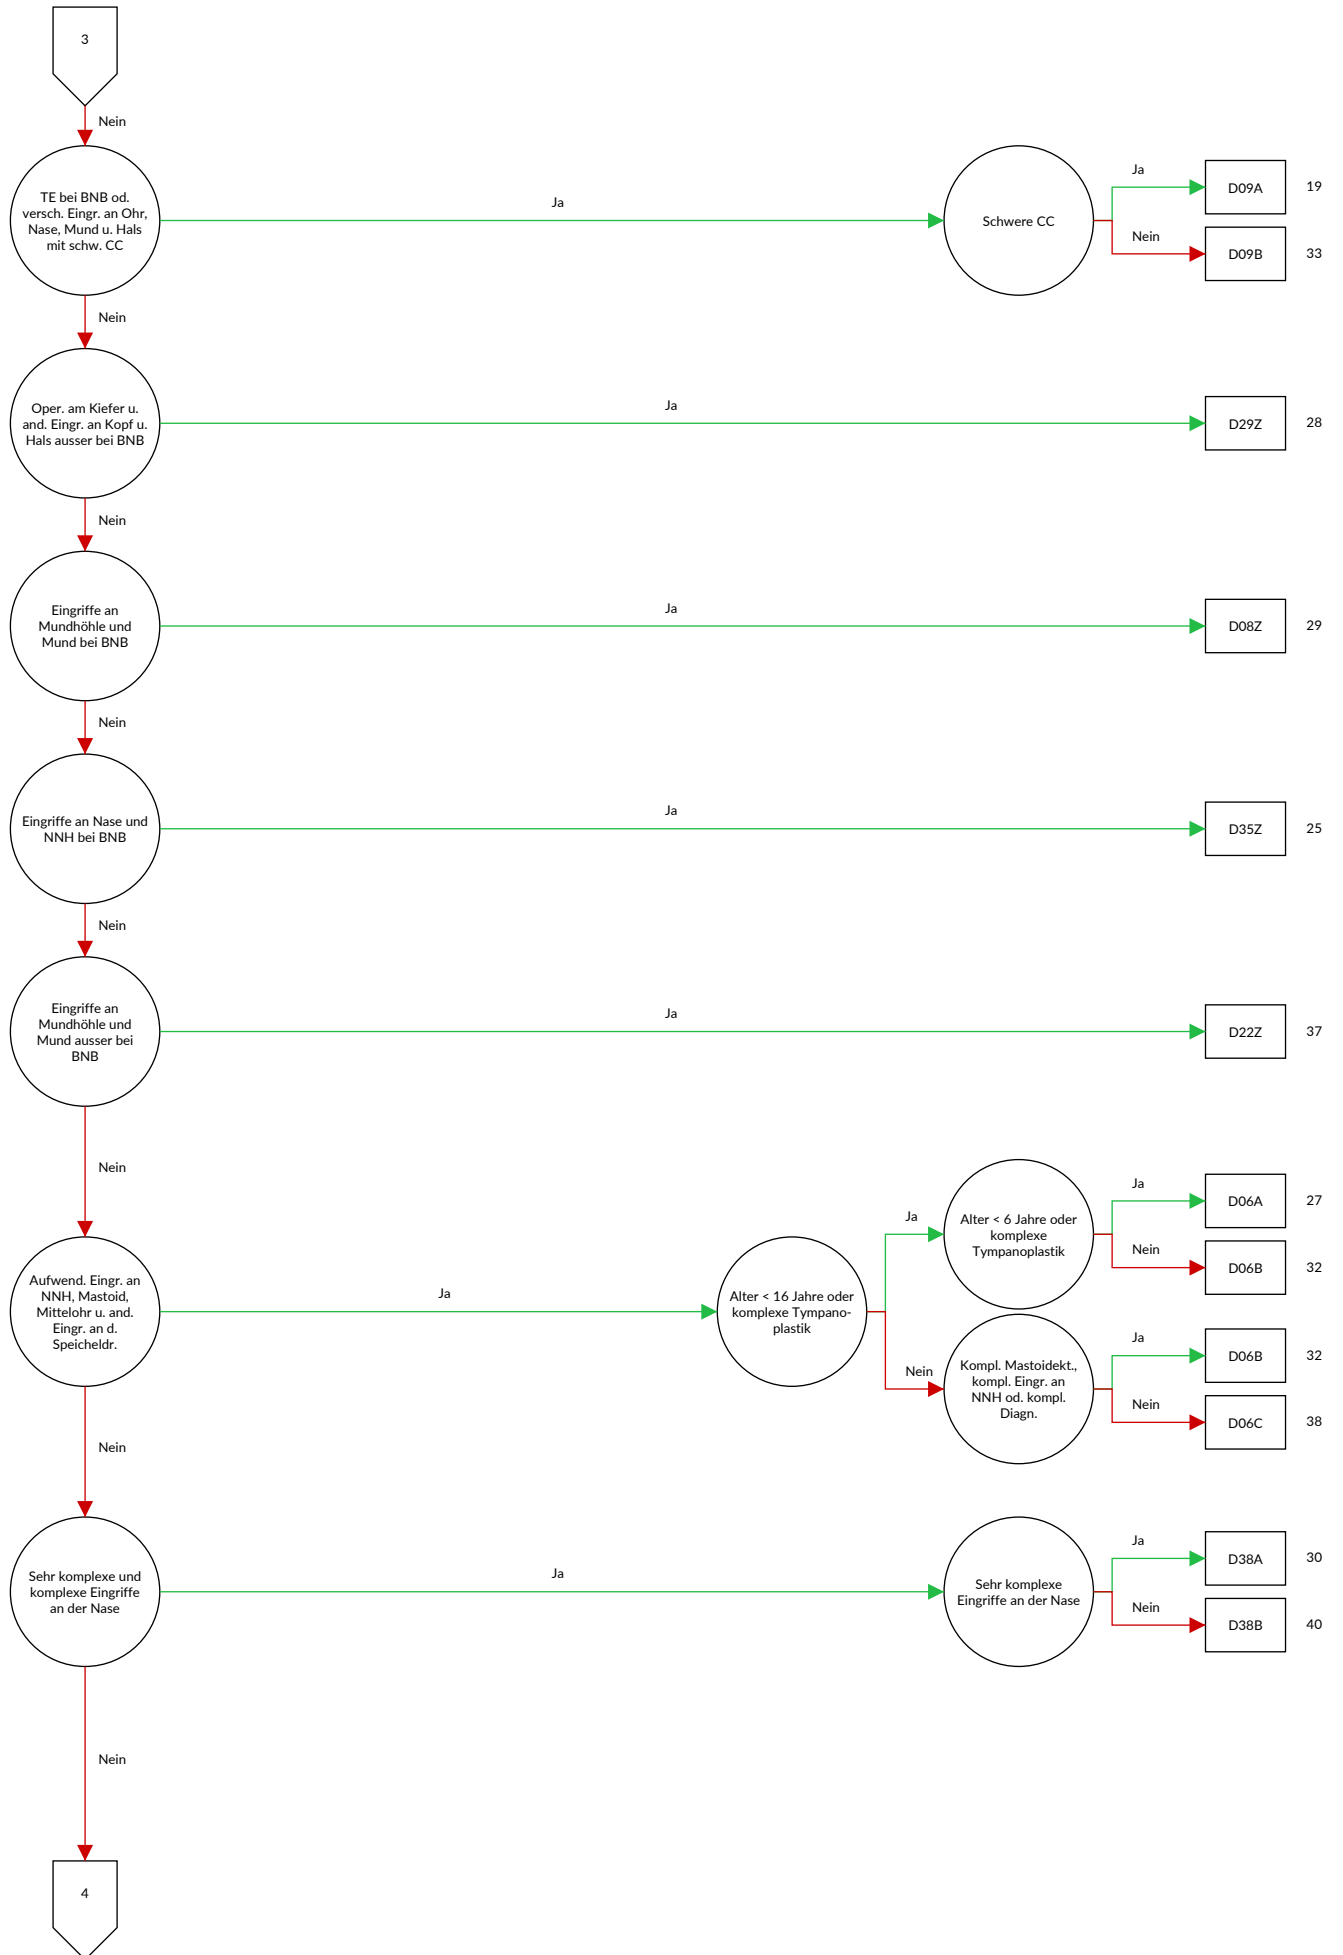 3
Nein
TE bei BNB od.
versch. Eingr. an Ohr,
Nase, Mund u. Hals
mit schw. CC
Ja
Schwere CC
Ja
D09A
19
Nein
D09B
33
Nein
Oper. am Kiefer u.
and. Eingr. an Kopf u.
Hals ausser bei BNB
Ja
D29Z
28
Nein
Eingriffe an
Mundhöhle und
Mund bei BNB
Ja
D08Z
29
Nein
Eingriffe an Nase und
NNH bei BNB
Ja
D35Z
25
Nein
Eingriffe an
Mundhöhle und
Mund ausser bei
BNB
Ja
D22Z
37
Nein
Aufwend. Eingr. an
NNH, Mastoid,
Mittelohr u. and.
Eingr. an d.
Speicheldr.
Ja
Alter < 16 Jahre oder
komplexe Tympano-
plastik
Ja
Alter < 6 Jahre oder
komplexe
Tympanoplastik
Ja
D06A
27
Nein
D06B
32
Nein
Kompl. Mastoidekt.,
kompl. Eingr. an
NNH od. kompl.
Diagn.
Ja
D06B
32
Nein
D06C
38
Nein
Sehr komplexe und
komplexe Eingriffe
an der Nase
Ja
Sehr komplexe
Eingriffe an der Nase
Ja
D38A
30
Nein
D38B
40
Nein
4